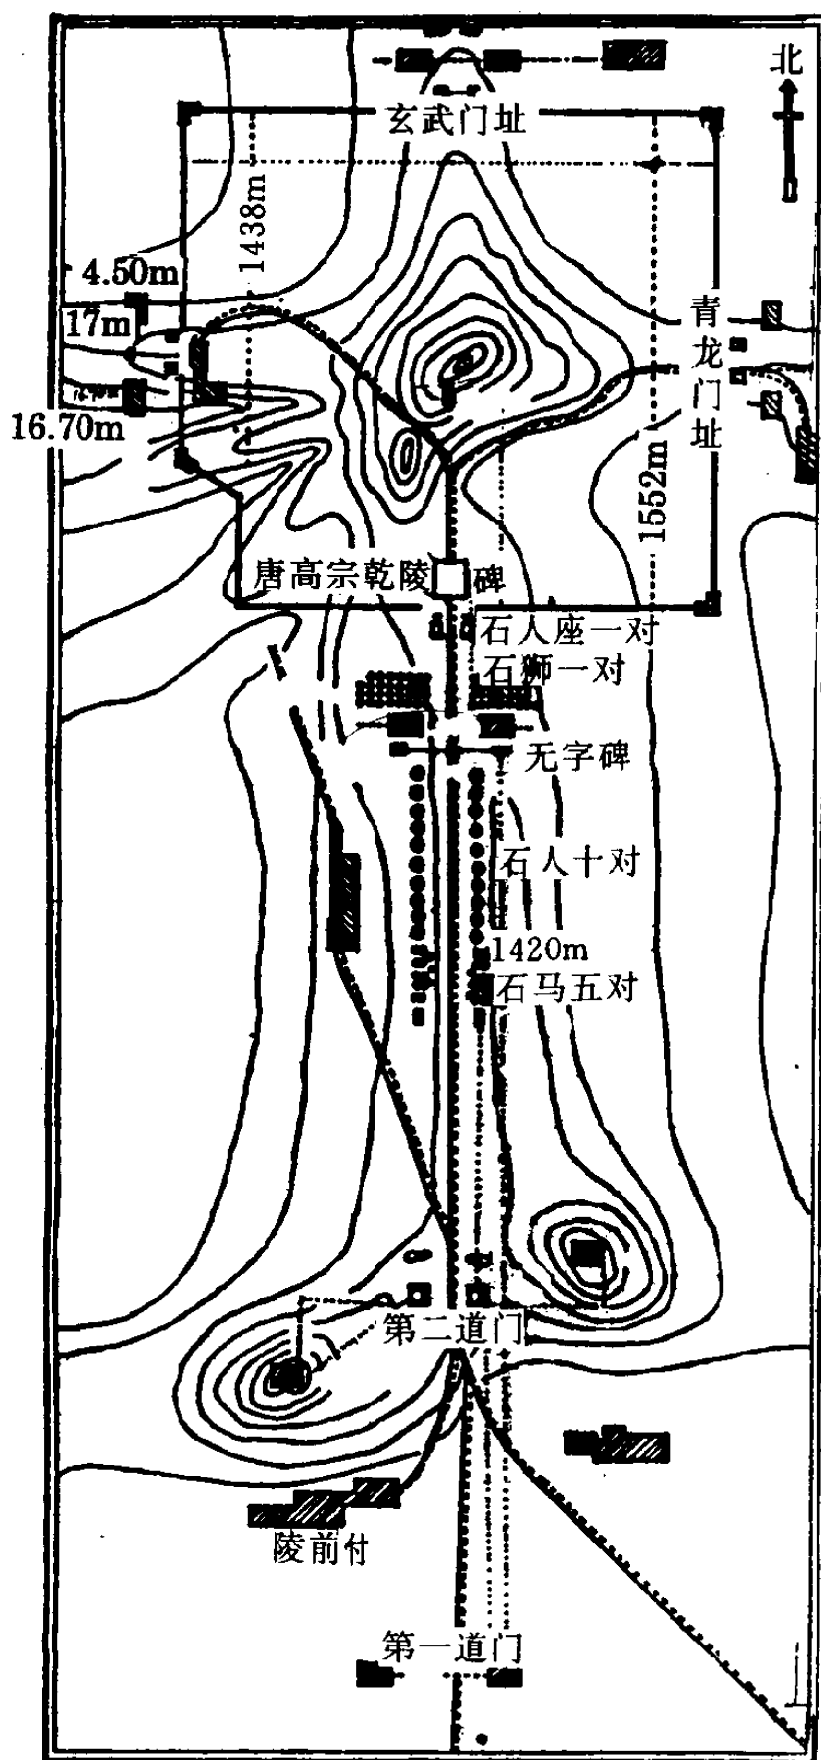 北
玄武门址
1438m
4.50m
17m
青龙门址
16.70m
1552m
唐高宗乾陵 碑
石人座一对
石狮一对
无字碑
石人十对
1420m
石马五对
第二道门
陵前付
第一道门